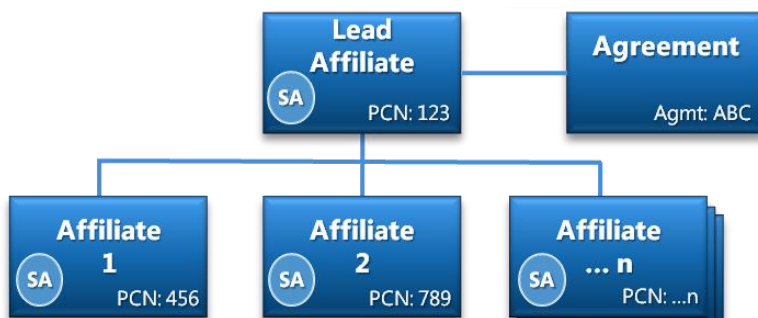 Lead
Affiliate
SA
PCN: 123
Agreement
Agmt: ABC
Affiliate
1
SA
PCN: 456
Affiliate
2
SA
PCN: 789
Affiliate
... n
SA
PCN: ...n